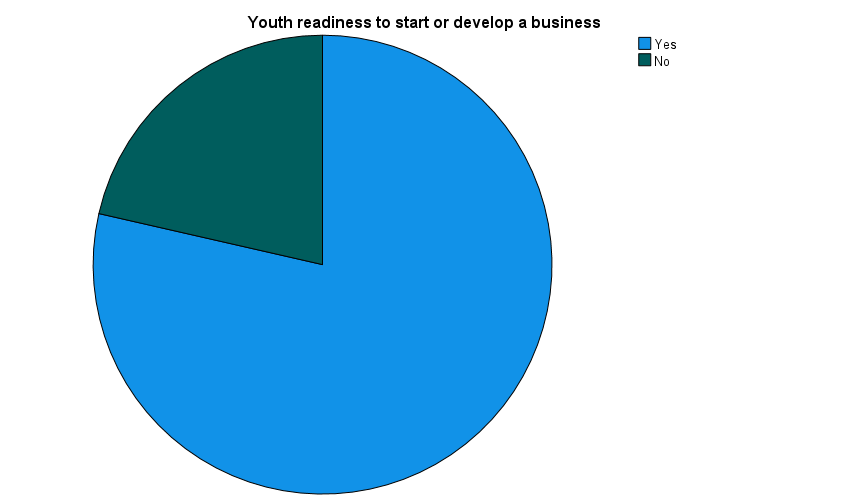 Youth readiness to start or develop a business
Yes
No